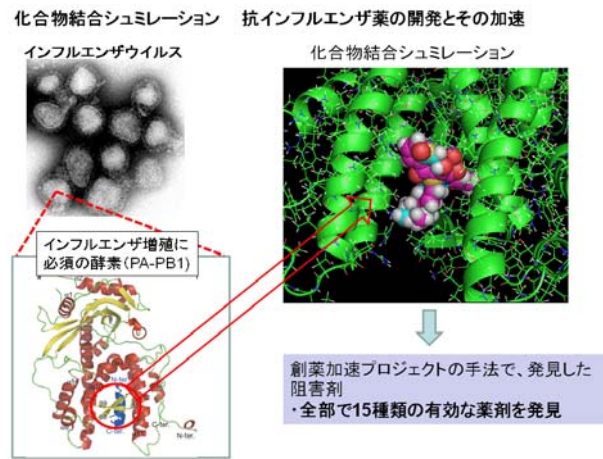 化合物結合シュミレーション　抗インフルエンザ薬の開発とその加速
インフルエンザウイルス
化合物結合シュミレーション
インフルエンザ増殖に
必須の酵素(PA-PB1)
N-ter.
C-ter.
C-ter.
N-ter.
創薬加速プロジェクトの手法で、発見した
阻害剤
・全部で15種類の有効な薬剤を発見